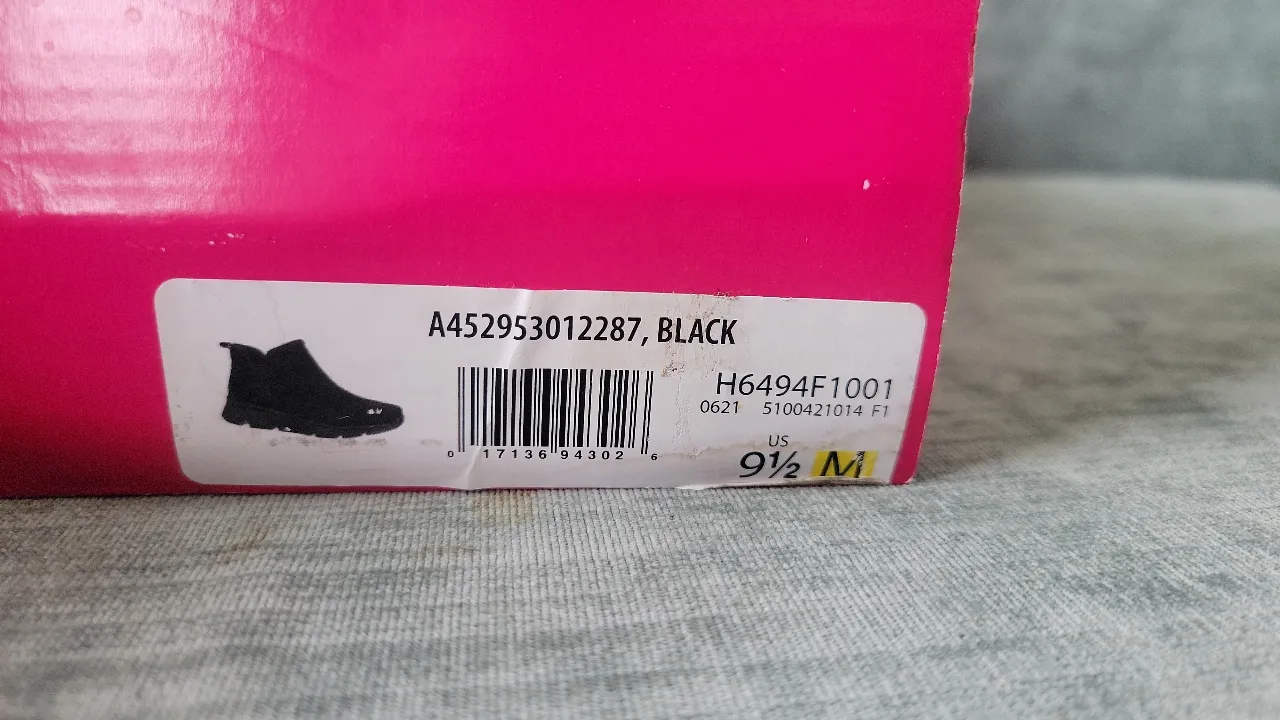 A452953012287, BLACK
H6494F1001
0621 5100421014 F1
0 17136 94302 6
US
9½ M